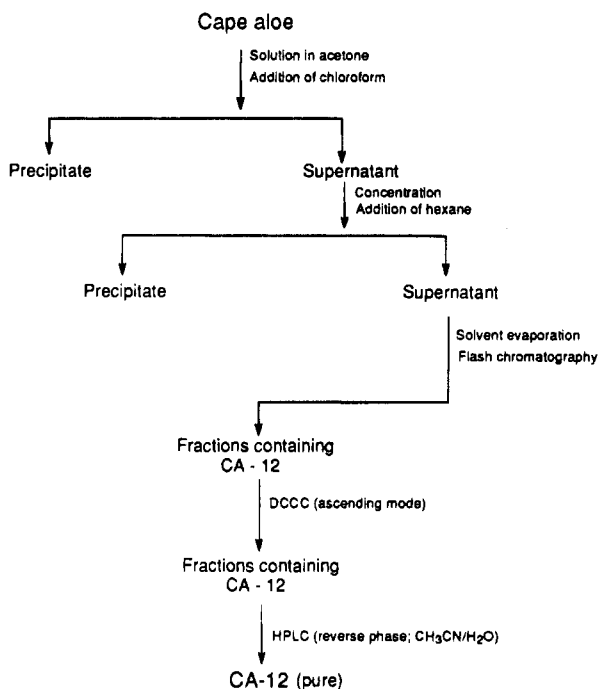 Cape aloe
Solution in acetone
Addition of chloroform
Precipitate
Supernatant
Concentration
Addition of hexane
Precipitate
Supernatant
Solvent evaporation
Flash chromatography
Fractions containing
CA - 12
DCCC (ascending mode)
Fractions containing
CA - 12
HPLC (reverse phase; CH₃CN/H₂O)
CA-12 (pure)